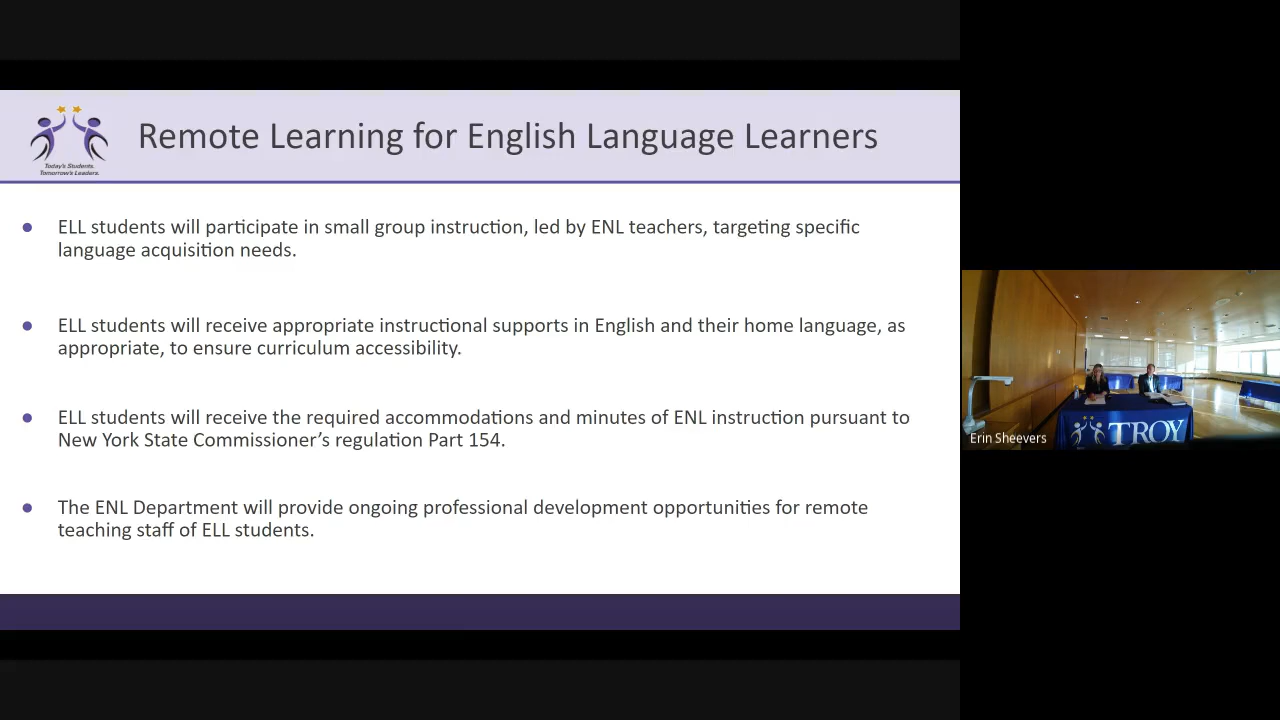 Today's Students.
Tomorrow's Leaders.
Remote Learning for English Language Learners
● ELL students will participate in small group instruction, led by ENL teachers, targeting specific
language acquisition needs.
● ELL students will receive appropriate instructional supports in English and their home language, as
appropriate, to ensure curriculum accessibility.
● ELL students will receive the required accommodations and minutes of ENL instruction pursuant to
New York State Commissioner’s regulation Part 154.
● The ENL Department will provide ongoing professional development opportunities for remote
teaching staff of ELL students.
TROY
Erin Sheevers